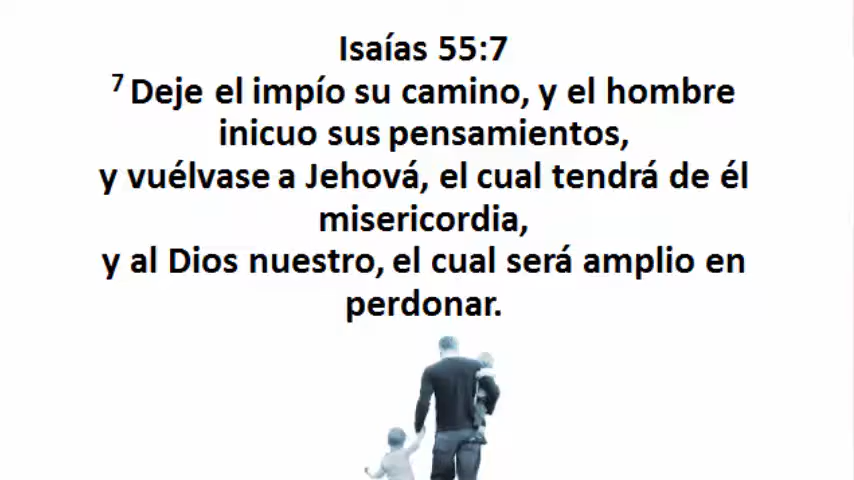 Isaías 55:7
7 Deje el impío su camino, y el hombre
inicuo sus pensamientos,
y vuélvase a Jehová, el cual tendrá de él
misericordia,
y al Dios nuestro, el cual será amplio en
perdonar.